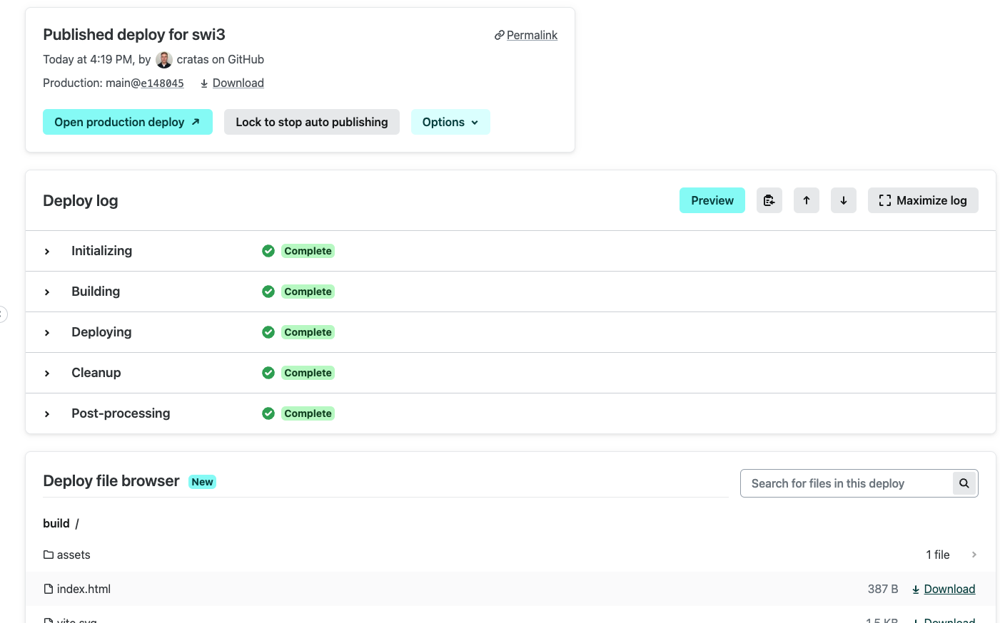 Published deploy for swi3
Permalink
Today at 4:19 PM, by cratas on GitHub
Production: main@e148045 Download
Open production deploy Lock to stop auto publishing Options
Deploy log
Preview Maximize log
Initializing Complete
Building Complete
Deploying Complete
Cleanup Complete
Post-processing Complete
Deploy file browser New
Search for files in this deploy
build /
assets 1 file
index.html 387 B Download
vite.svg 1.5 KB Download